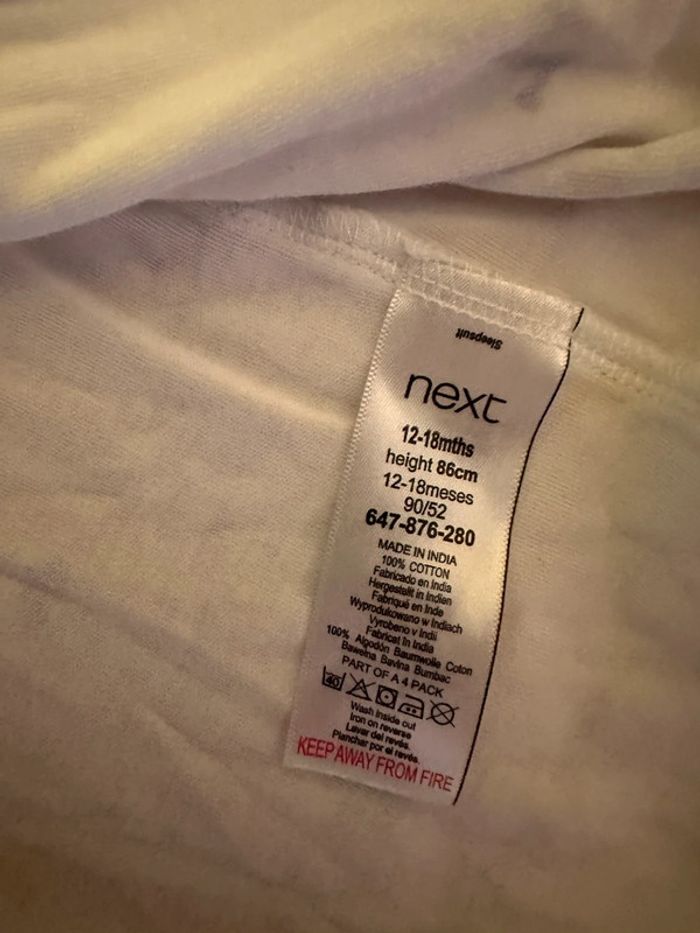 Sleepsuit
next
12-18mths
height 86cm
12-18meses
90/52
647-876-280
MADE IN INDIA
100% COTTON
Fabricado en India
Hergestellt in Indien
Fabriqué en Inde
Wyprodukowano w Indiach
Vyrobeno v Indii
Fabricat în India
100% Algodón Baumwolle Coton
Bawełna Bavlna Bumbac
PART OF A 4 PACK
40
Wash inside out
Iron on reverse
Lavar del revés.
Planchar por el revés.
KEEP AWAY FROM FIRE